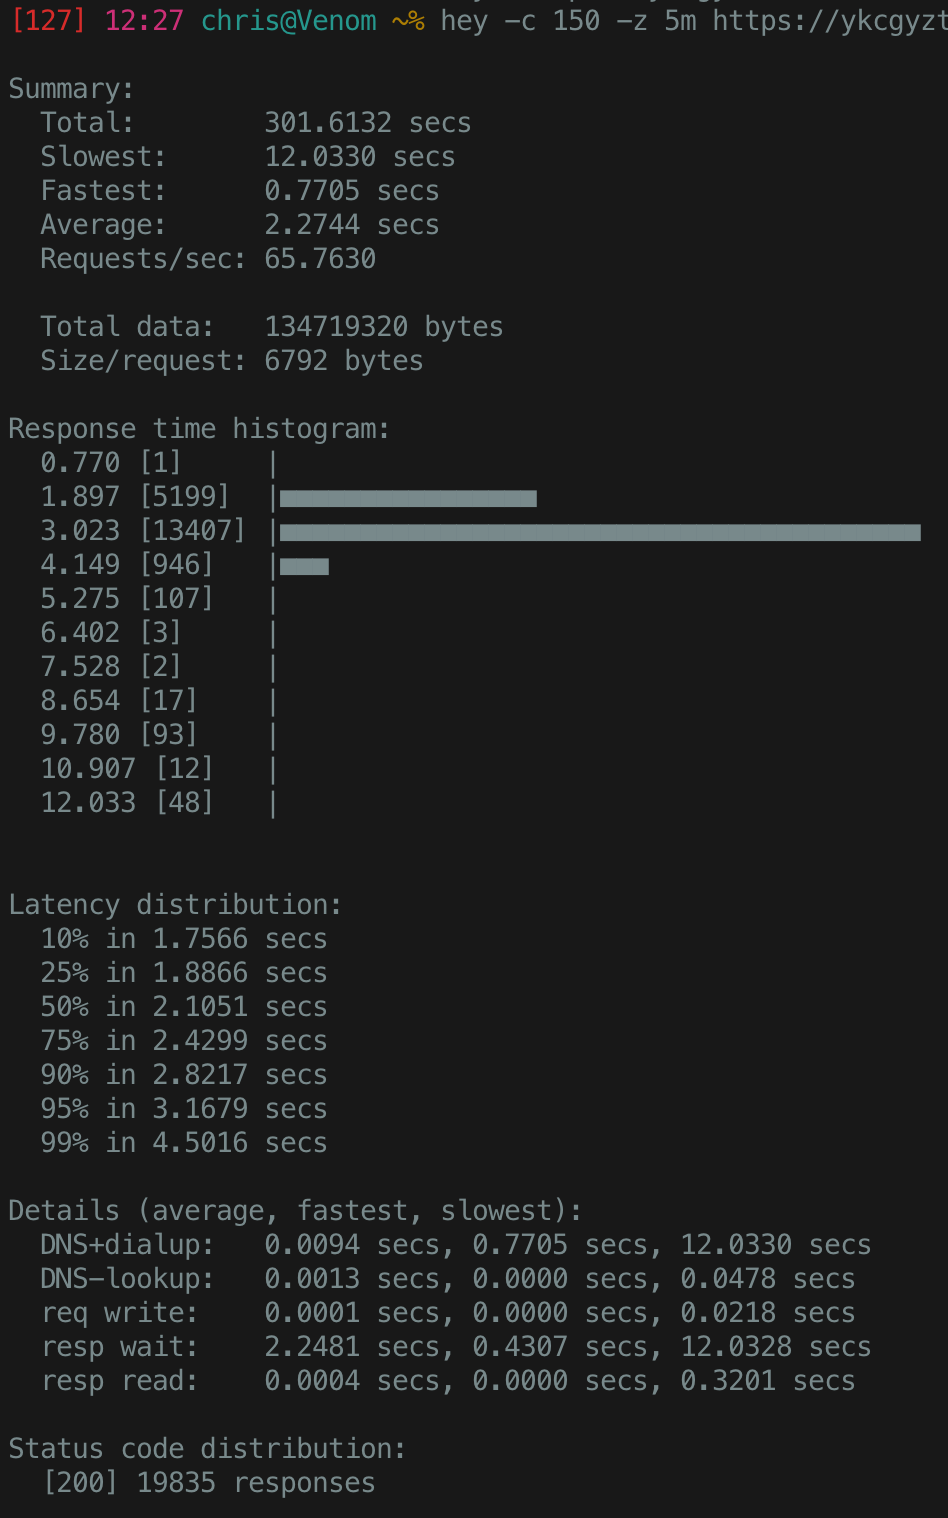 [127] 12:27 chris@Venom ~% hey -c 150 -z 5m https://ykcgyzt
Summary:
Total: 301.6132 secs
Slowest: 12.0330 secs
Fastest: 0.7705 secs
Average: 2.2744 secs
Requests/sec: 65.7630
Total data: 134719320 bytes
Size/request: 6792 bytes
Response time histogram:
0.770 [1] |
1.897 [5199] |■■■■■■■■■■■■■■■■
3.023 [13407] |■■■■■■■■■■■■■■■■■■■■■■■■■■■■■■■■■■■■■■■■
4.149 [946] |■■■
5.275 [107] |
6.402 [3] |
7.528 [2] |
8.654 [17] |
9.780 [93] |
10.907 [12] |
12.033 [48] |
Latency distribution:
10% in 1.7566 secs
25% in 1.8866 secs
50% in 2.1051 secs
75% in 2.4299 secs
90% in 2.8217 secs
95% in 3.1679 secs
99% in 4.5016 secs
Details (average, fastest, slowest):
DNS+dialup: 0.0094 secs, 0.7705 secs, 12.0330 secs
DNS-lookup: 0.0013 secs, 0.0000 secs, 0.0478 secs
req write: 0.0001 secs, 0.0000 secs, 0.0218 secs
resp wait: 2.2481 secs, 0.4307 secs, 12.0328 secs
resp read: 0.0004 secs, 0.0000 secs, 0.3201 secs
Status code distribution:
[200] 19835 responses